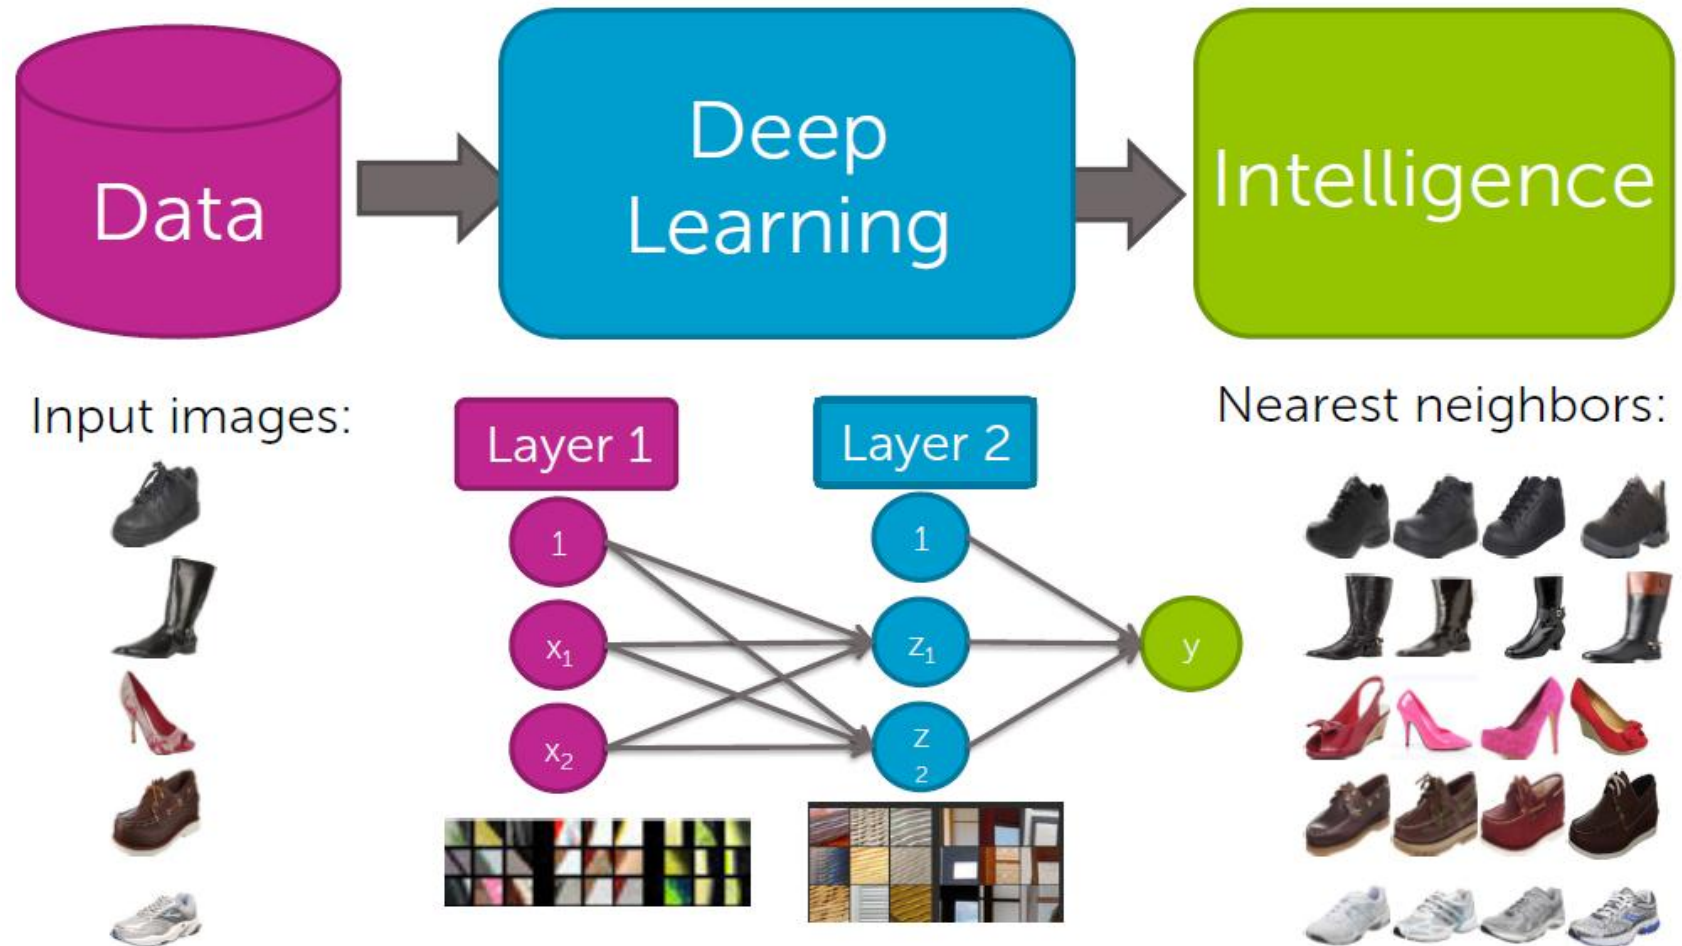 Data
Deep
Learning
Intelligence
Input images:
Layer 1
Layer 2
Nearest neighbors:
1
x₁
x₂
1
z₁
z
2
y